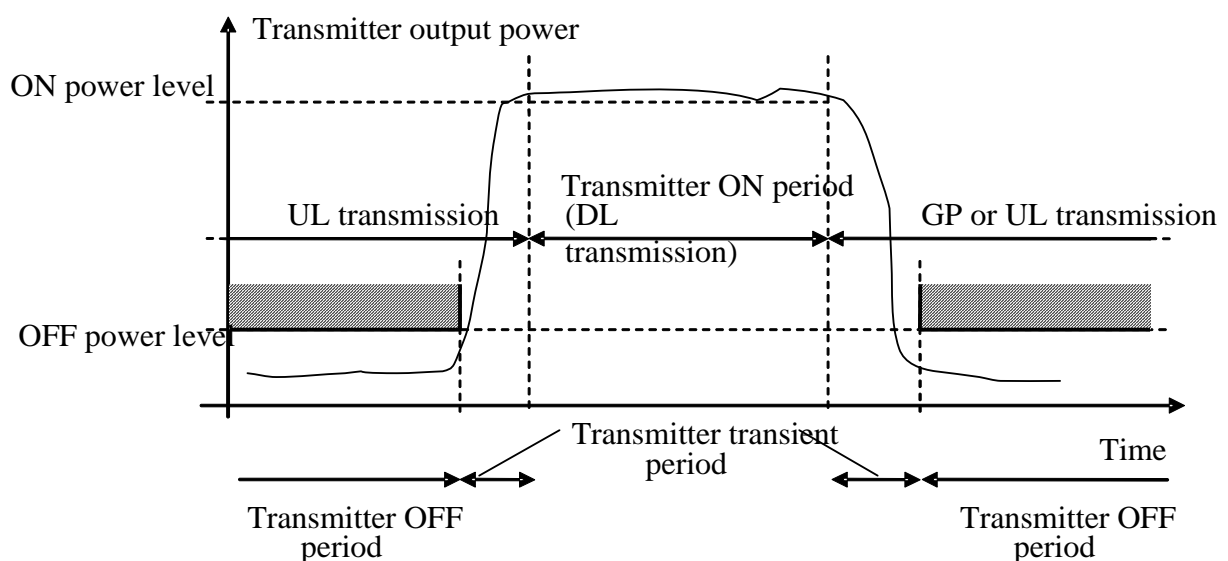 Transmitter output power
ON power level
Transmitter ON period
UL transmission
(DL
GP or UL transmission
transmission)
OFF power level
Transmitter transient
period
Time
Transmitter OFF
period
Transmitter OFF
period